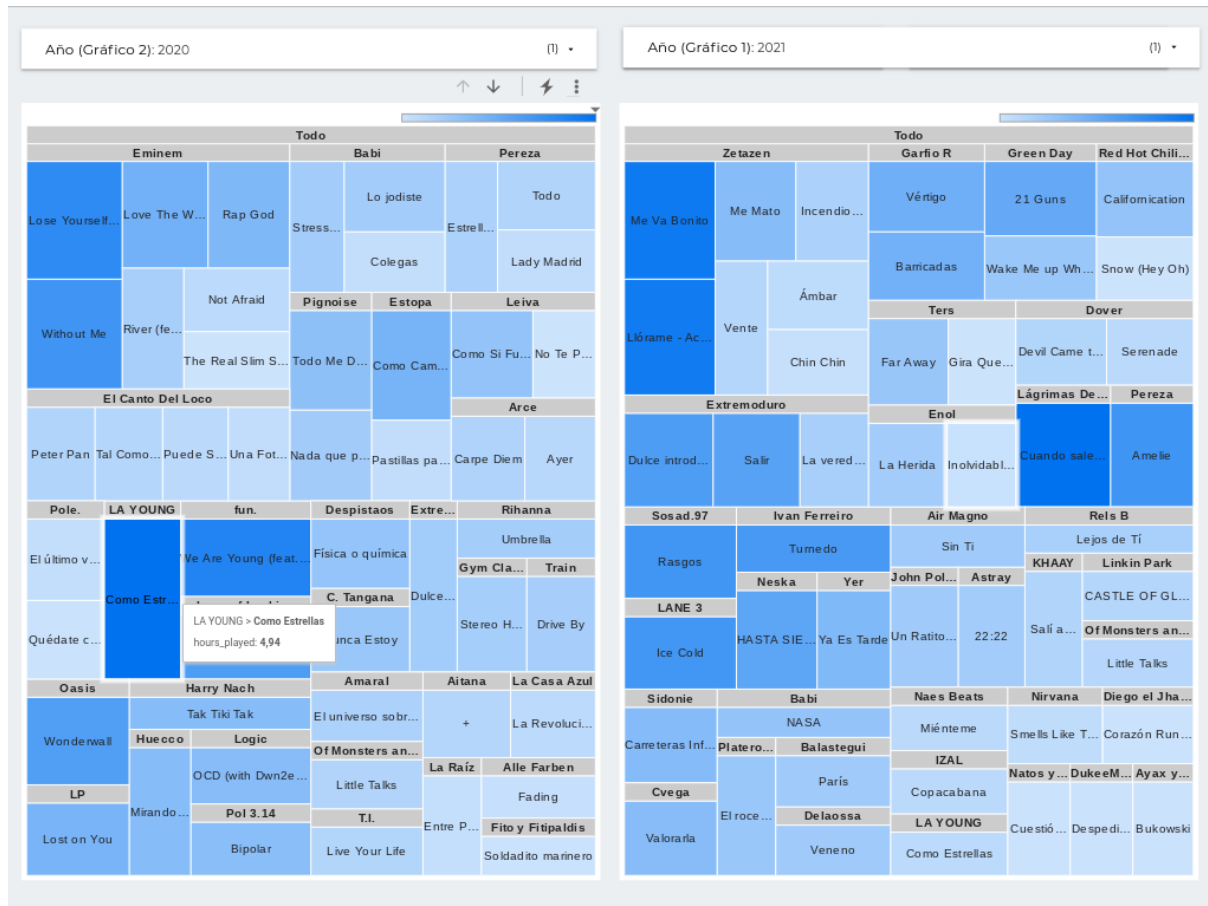 Año (Gráfico 2): 2020 (1)
Todo
Eminem Babi Pereza
Lose Yourself... Love The W... Rap God Stress... Lo jodiste Estrell... Todo
Colegas Lady Madrid
Without Me River (fe... Not Afraid
The Real Slim S...
Pignoise Estopa Leiva
Todo Me D... Como Cam... Como Si Fu... No Te P...
El Canto Del Loco
Arce
Peter Pan Tal Como... Puede S... Una Fot... Nada que p... Pastillas pa... Carpe Diem Ayer
Pole. LA YOUNG fun. Despistaos Extre... Rihanna
El último v... Como Estr... We Are Young (feat. Física o química Dulce... Umbrella
Gym Cla... Train
C. Tangana
Quédate c... unca Estoy Stereo H... Drive By
LA YOUNG > Como Estrellas
hours_played: 4,94
Oasis Harry Nach Amaral Aitana La Casa Azul
Wonderwall Tak Tiki Tak El universo sobr... + La Revoluci...
Huecco Logic
Mirando... OCD (with Dwn2e...
Of Monsters an...
Little Talks
La Raíz Alle Farben
Entre P... Fading
LP Pol 3.14 T.I. Fito y Fitipaldis
Lost on You Bipolar Live Your Life Soldadito marinero
Año (Gráfico 1): 2021 (1)
Todo
Zetazen Garfio R Green Day Red Hot Chili...
Me Va Bonito Me Mato Incendio... Vértigo 21 Guns Californication
Barricadas Wake Me up Wh... Snow (Hey Oh)
Llórame - Ac... Vente Ámbar
Chin Chin
Ters Dover
Far Away Gira Que... Devil Came t... Serenade
Extremoduro Enol Lágrimas De... Pereza
Dulce introd... Salir La vered... La Herida Inolvidabl... Cuando sale... Amelie
Sosad.97 Ivan Ferreiro Air Magno Rels B
Rasgos Turnedo Sin Ti Lejos de Tí
KHAAY Linkin Park
Neska Yer John Pol... Astray
HASTA SIE... Ya Es Tarde Un Ratito... 22:22 Salí a... CASTLE OF GL...
LANE 3 Of Monsters an...
Ice Cold Little Talks
Sidonie Babi Naes Beats Nirvana Diego el Jha...
Carreteras Inf... NASA Miénteme Smells Like T... Corazón Run...
Platero... Balastegui
El roce... París
IZAL
Copacabana
Natos y... DukeeM... Ayax y...
Cuestió... Despedi... Bukowski
Cvega Delaossa LA YOUNG
Valorarla Veneno Como Estrellas